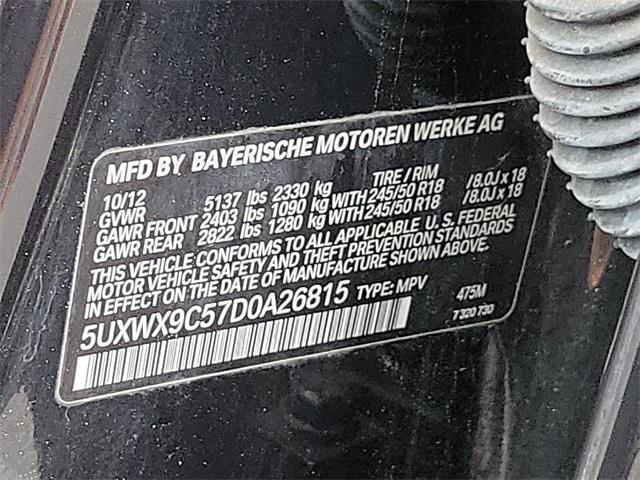 MFD BY BAYERISCHE MOTOREN WERKE AG
10/12 5137 lbs 2330 kg TIRE / RIM
GVWR
GAWR FRONT 2403 lbs 1090 kg WITH 245/50 R18 /8.0J x 18
GAWR REAR 2822 lbs 1280 kg WITH 245/50 R18 /8.0J x 18
THIS VEHICLE CONFORMS TO ALL APPLICABLE U. S. FEDERAL
MOTOR VEHICLE SAFETY AND THEFT PREVENTION STANDARDS
IN EFFECT ON THE DATE OF MANUFACTURE SHOWN ABOVE.
5UXWX9C57D0A26815 TYPE: MPV 475M
7 320 730